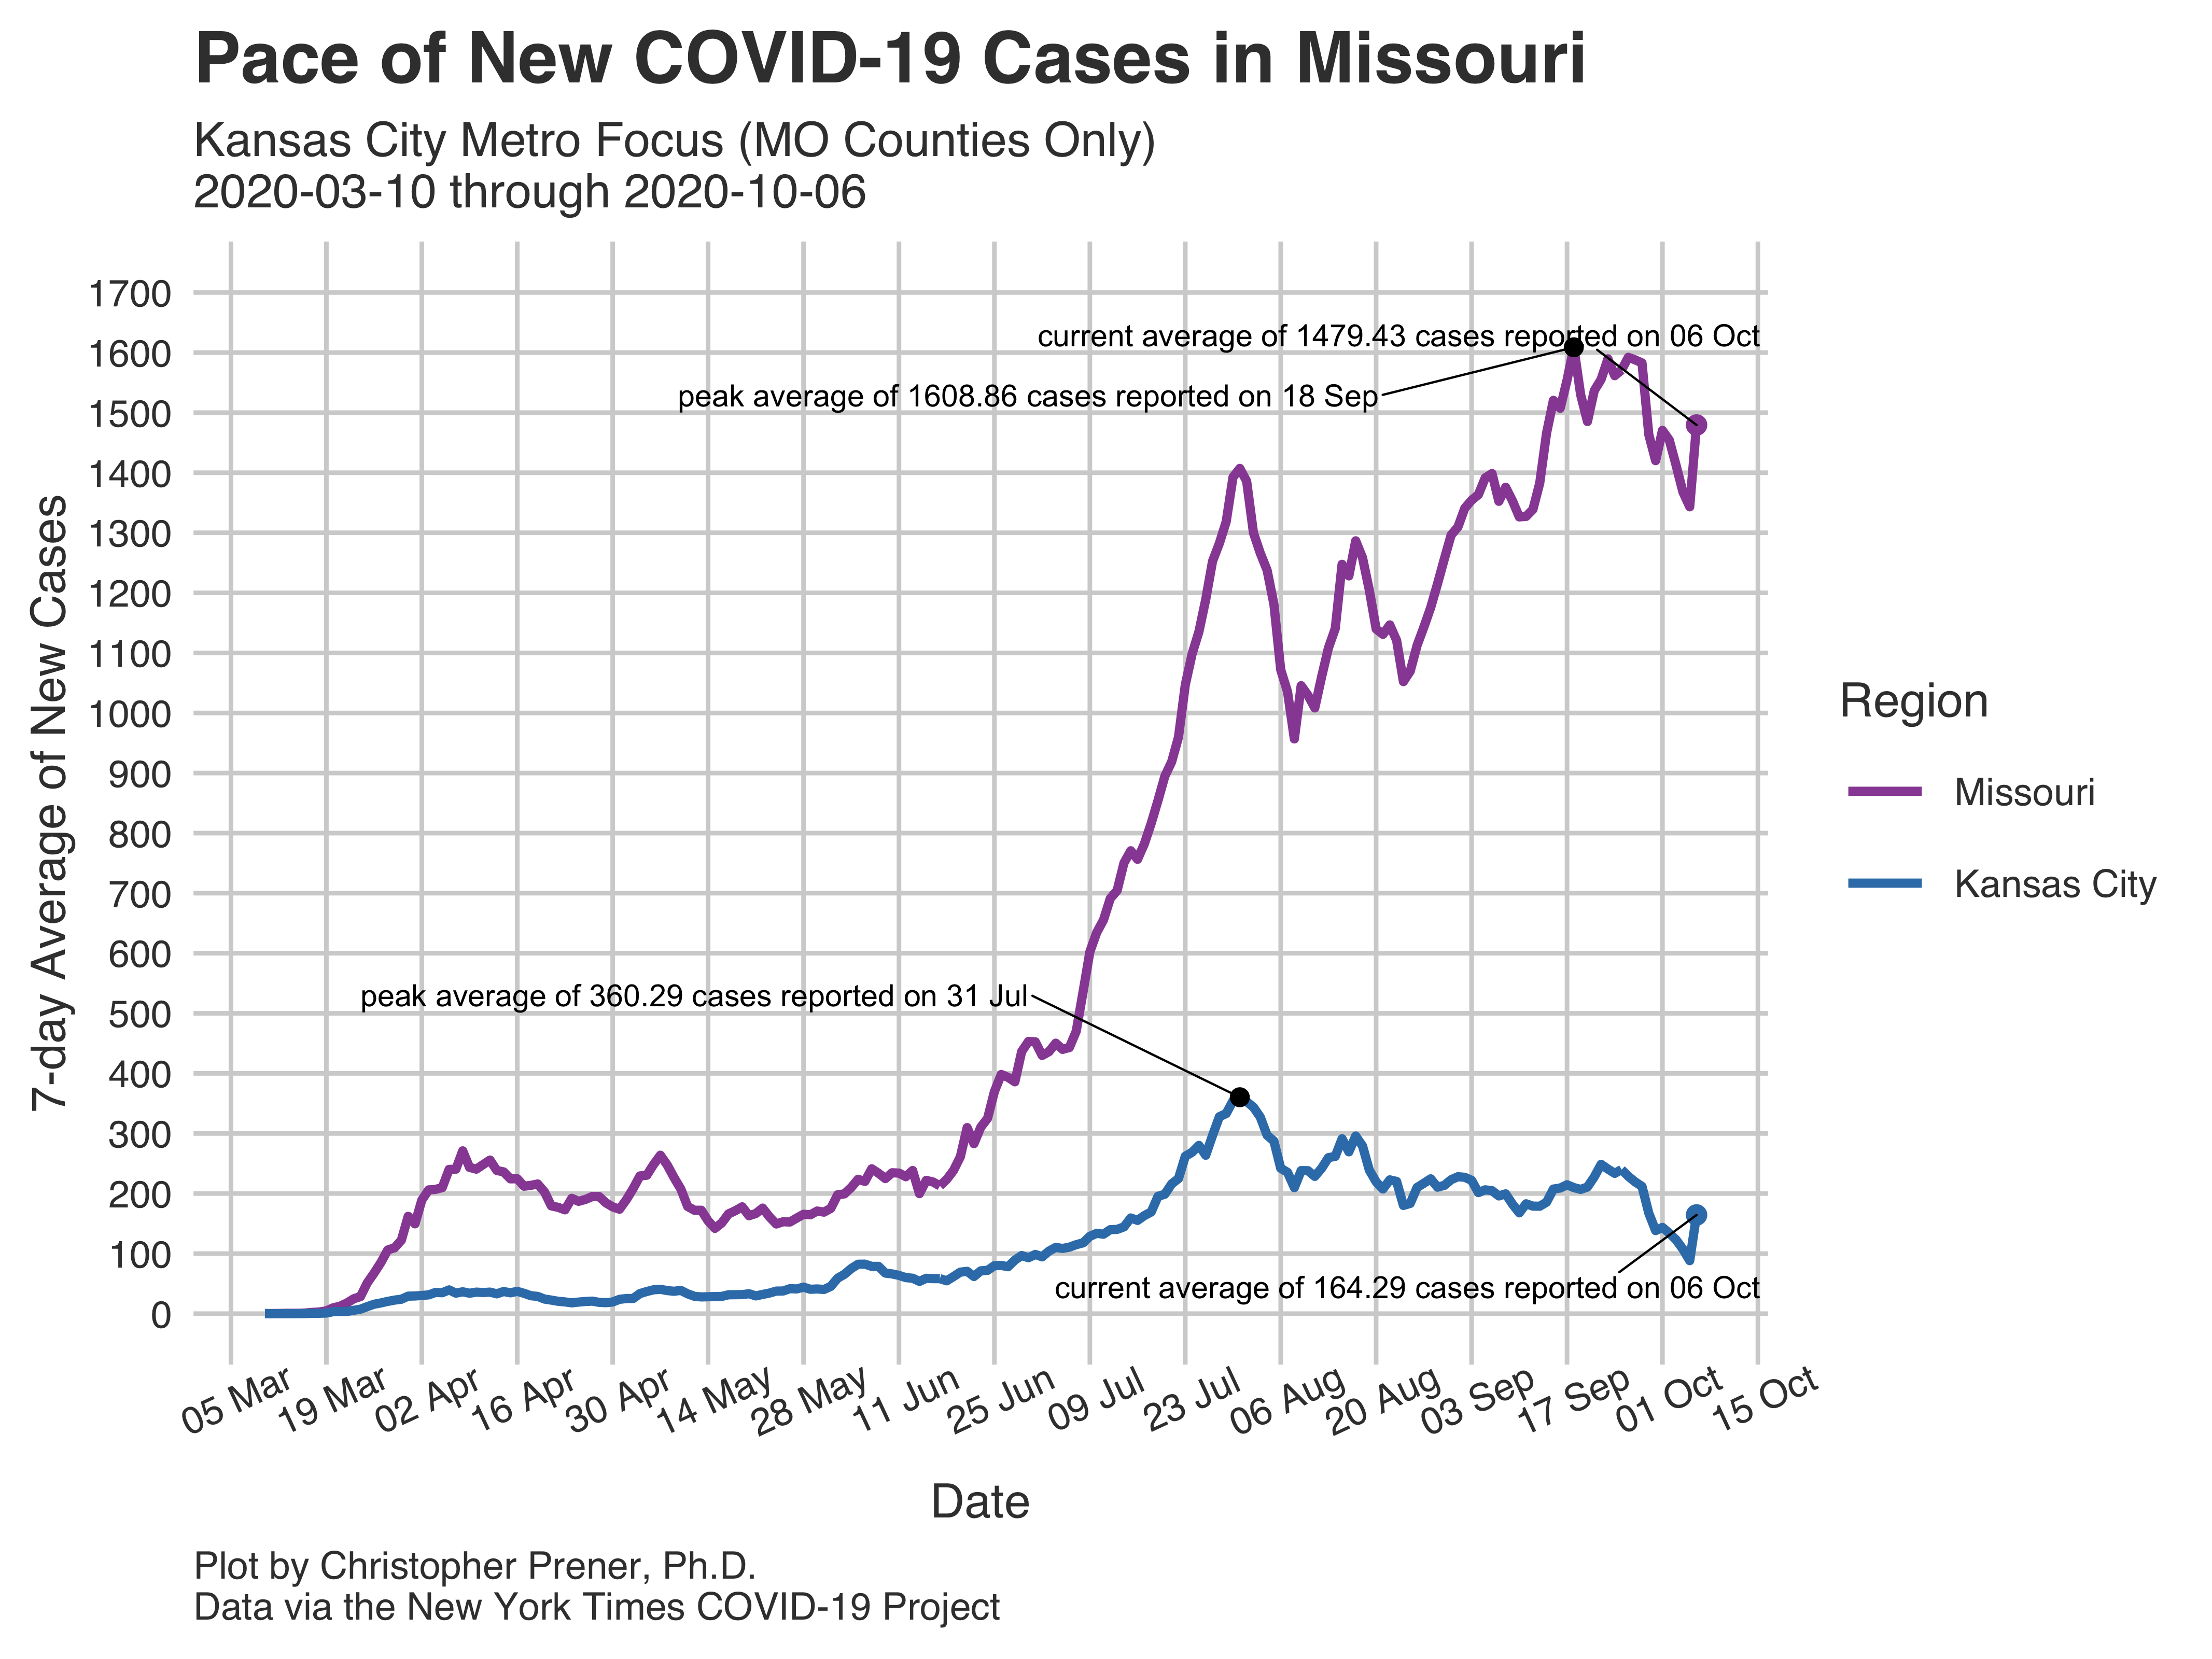 Pace of New COVID-19 Cases in Missouri
Kansas City Metro Focus (MO Counties Only)
2020-03-10 through 2020-10-06
7-day Average of New Cases
1700
1600
1500
1400
1300
1200
1100
1000
900
800
700
600
500
400
300
200
100
0
current average of 1479.43 cases reported on 06 Oct
peak average of 1608.86 cases reported on 18 Sep
peak average of 360.29 cases reported on 31 Jul
current average of 164.29 cases reported on 06 Oct
05 Mar
19 Mar
02 Apr
16 Apr
30 Apr
14 May
28 May
11 Jun
25 Jun
09 Jul
23 Jul
06 Aug
20 Aug
03 Sep
17 Sep
01 Oct
15 Oct
Date
Region
Missouri
Kansas City
Plot by Christopher Prener, Ph.D.
Data via the New York Times COVID-19 Project